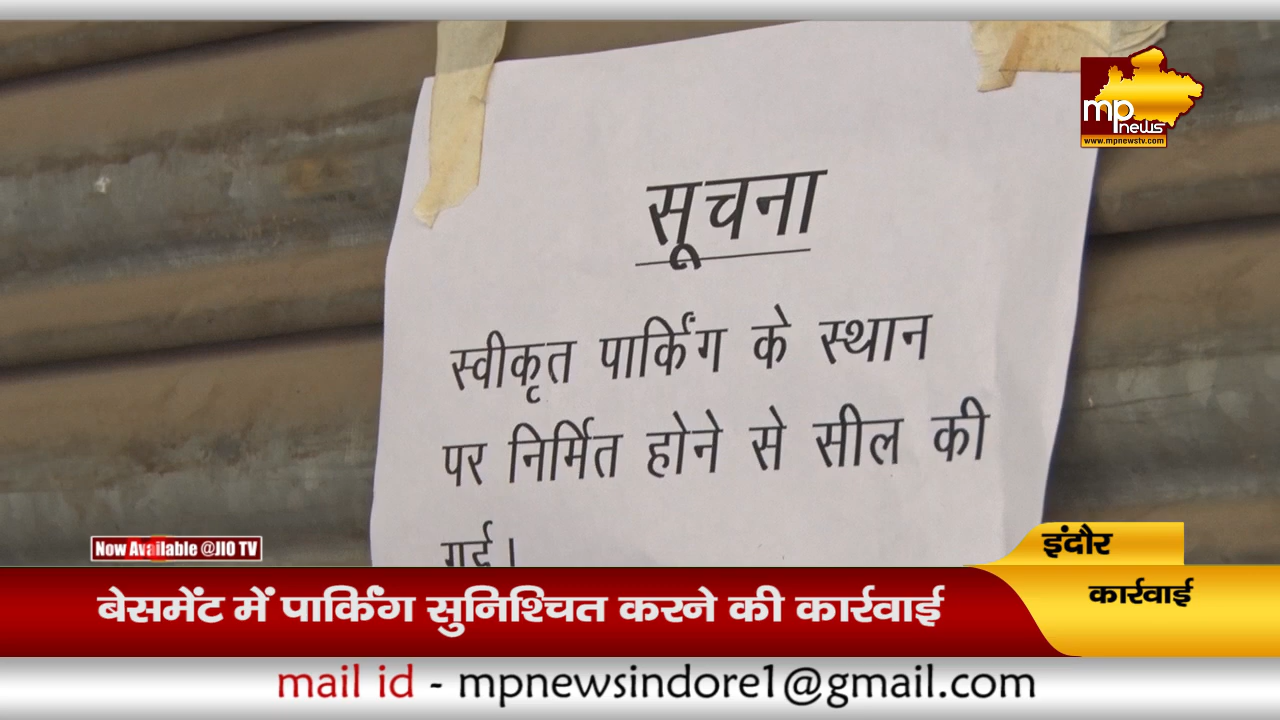 mp
news
www.mpnewstv.com
सूचना
स्वीकृत पार्किंग के स्थान
पर निर्मित होने से सील की
गई।
Now Available @JIO TV
इंदौर
बेसमेंट में पार्किंग सुनिश्चित करने की कार्रवाई
कार्रवाई
mail id - mpnewsindore1@gmail.com